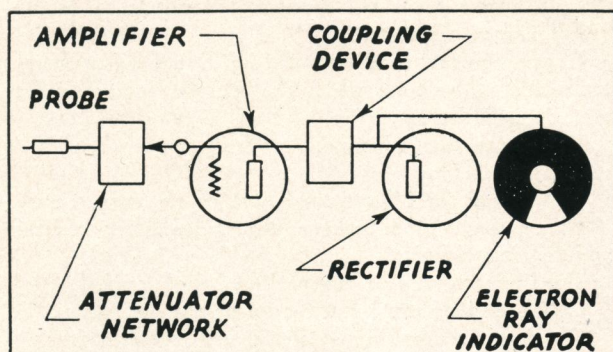 AMPLIFIER
COUPLING
DEVICE
PROBE
RECTIFIER
ATTENUATOR
NETWORK
ELECTRON
RAY
INDICATOR